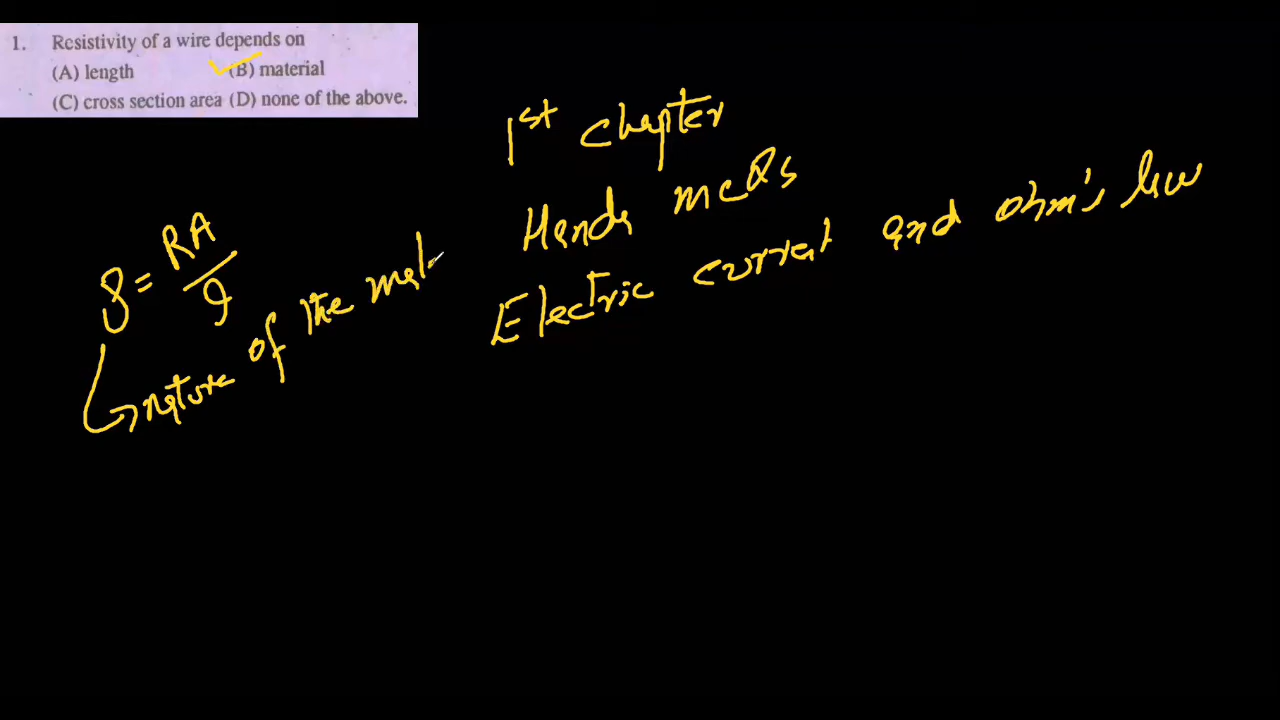 1. Resistivity of a wire depends on
(A) length (B) material
(C) cross section area (D) none of the above.
1st chapter
Handa MCQs
Electric current and ohm's law
ρ = RA / l
nature of the mat